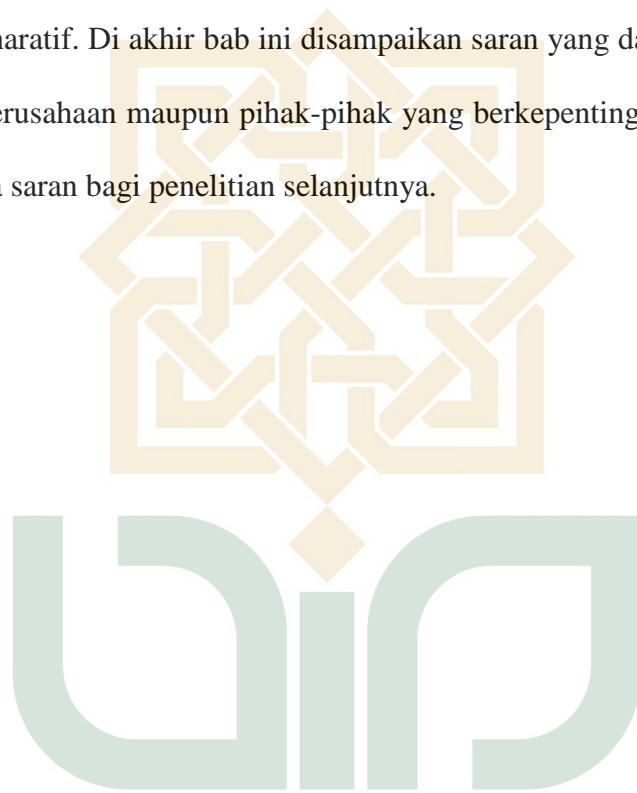 naratif. Di akhir bab ini disampaikan saran yang da
erusahaan maupun pihak-pihak yang berkepenting
saran bagi penelitian selanjutnya.